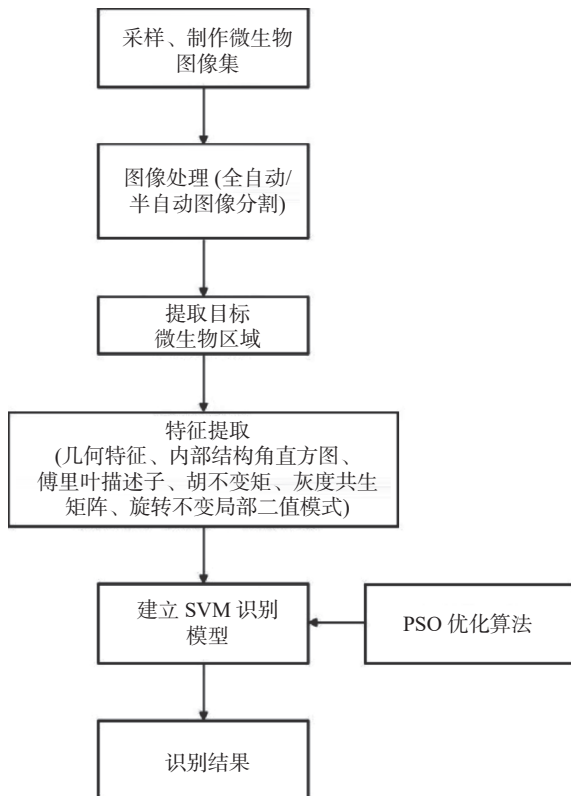 采样、制作微生物
图像集
图像处理 (全自动/
半自动图像分割)
提取目标
微生物区域
特征提取
(几何特征、内部结构角直方图、
傅里叶描述子、胡不变矩、灰度共生
矩阵、旋转不变局部二值模式)
建立 SVM 识别
模型
PSO 优化算法
识别结果